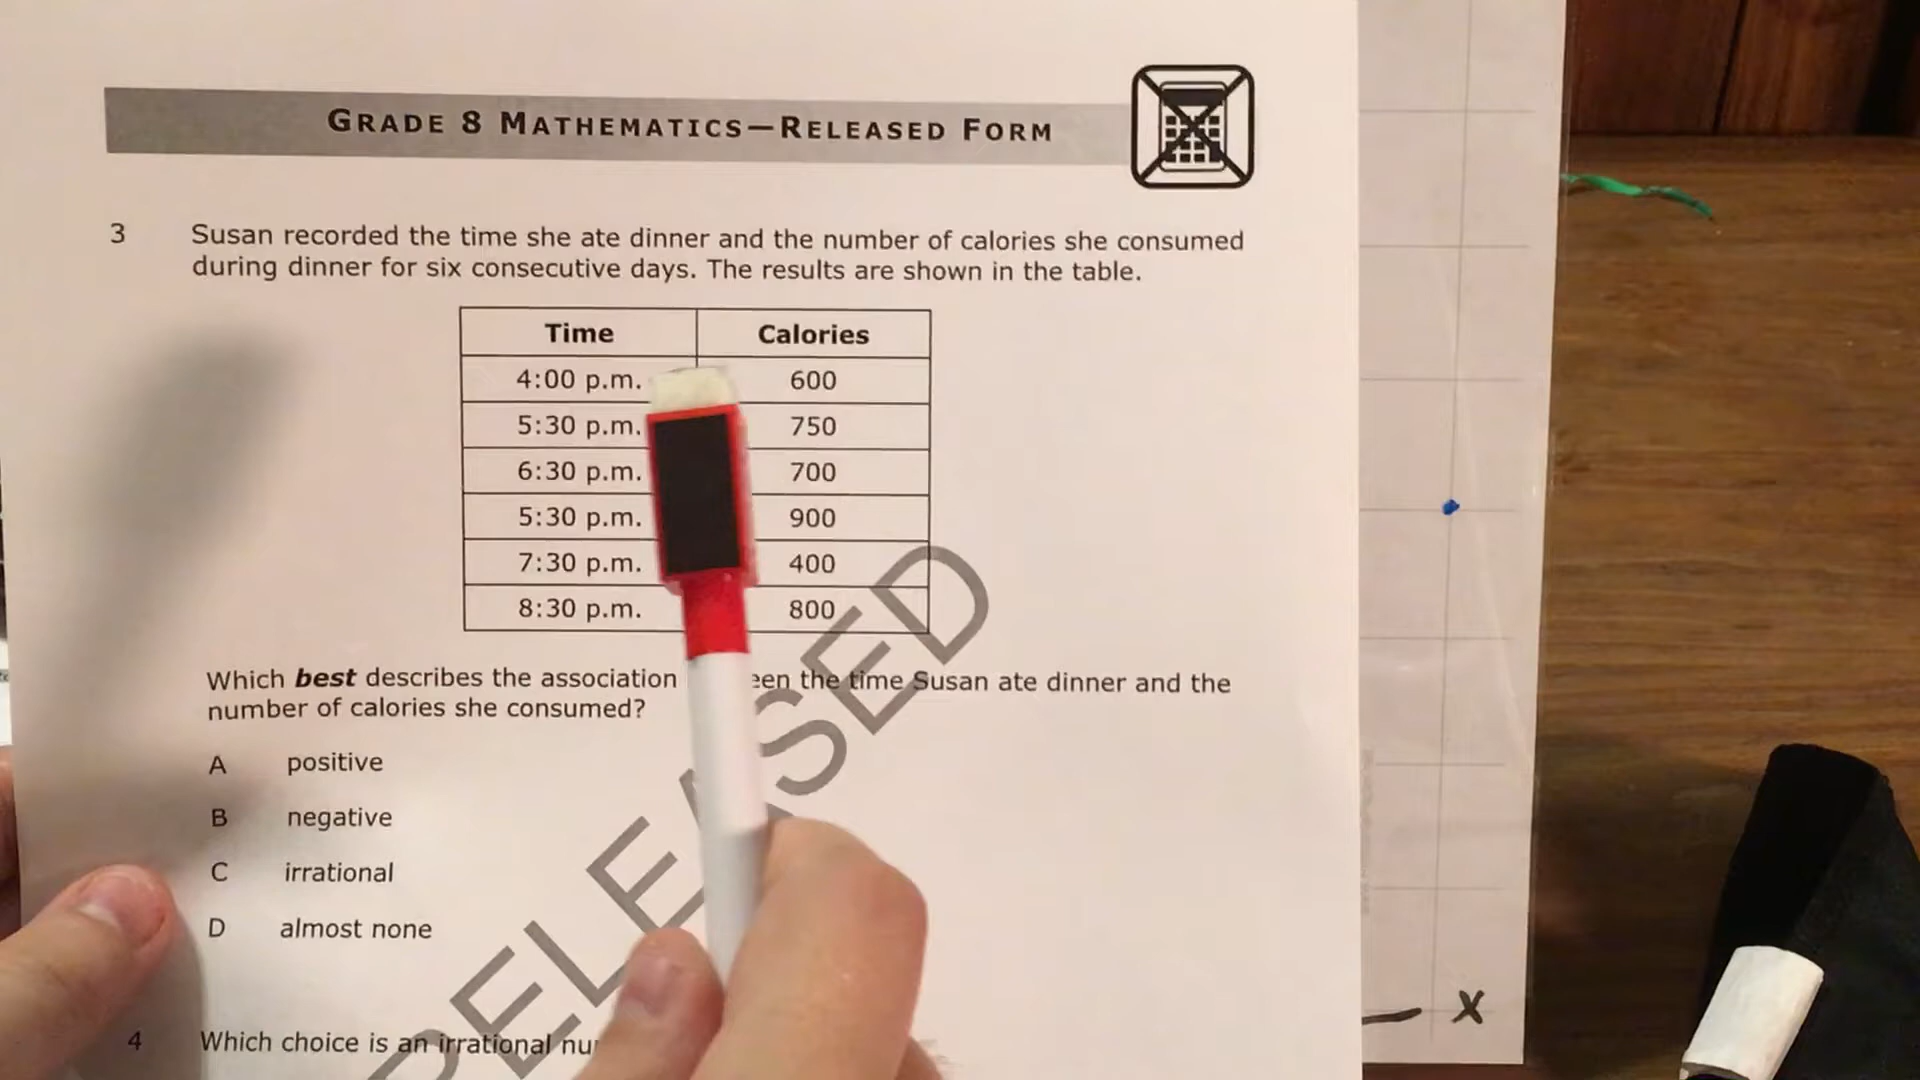 GRADE 8 MATHEMATICS—RELEASED FORM
3 Susan recorded the time she ate dinner and the number of calories she consumed
during dinner for six consecutive days. The results are shown in the table.
Time Calories
4:00 p.m. 600
5:30 p.m. 750
6:30 p.m. 700
5:30 p.m. 900
7:30 p.m. 400
8:30 p.m. 800
Which best describes the association een the time Susan ate dinner and the
number of calories she consumed?
A positive
B negative
C irrational
D almost none
4 Which choice is an irrational nu
RELEASED
X